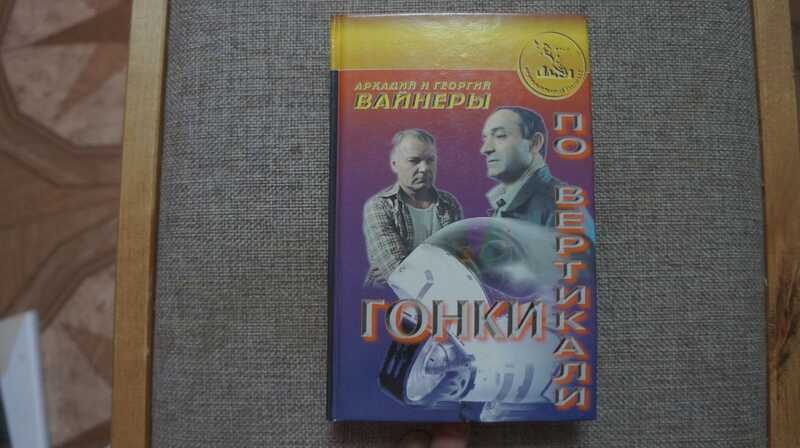 АРКАДИЙ И ГЕОРГИЙ
ВАЙНЕРЫ
ГОНКИ
ПО ВЕРТИКАЛИ